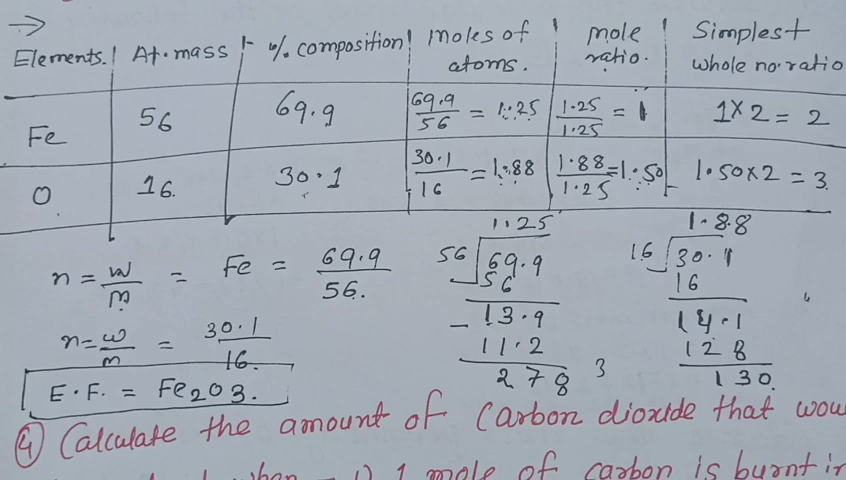 →
Elements. At. mass % composition moles of atoms. mole ratio. Simplest whole no. ratio
Fe 56 69.9 69.9/56 = 1.25 1.25/1.25 = 1 1×2 = 2
O 16 30.1 30.1/16 = 1.88 1.88/1.25 = 1.50 1.50×2 = 3
n = w/m = Fe = 69.9/56.
n = w/m = 30.1/16.
E.F. = Fe2O3.
1.25
56 69.9
56
- 13.9
11.2
278
3
1.88
16 30.1
16
14.1
128
130.
④ Calculate the amount of Carbon dioxide that wou
i) 1 mole of carbon is burnt in